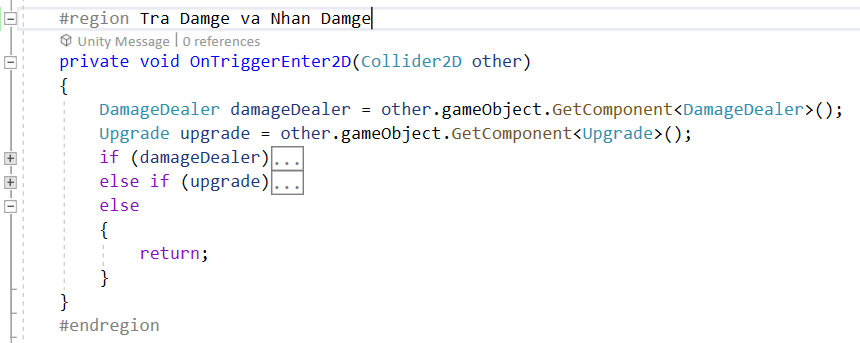 #region Tra Damge va Nhan Damge
Unity Message | 0 references
private void OnTriggerEnter2D(Collider2D other)
{
DamageDealer damageDealer = other.gameObject.GetComponent<DamageDealer>();
Upgrade upgrade = other.gameObject.GetComponent<Upgrade>();
if (damageDealer)...
else if (upgrade)...
else
{
return;
}
}
#endregion